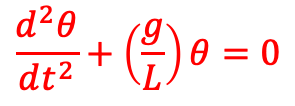 d²θ/dt² + (g/L) θ = 0